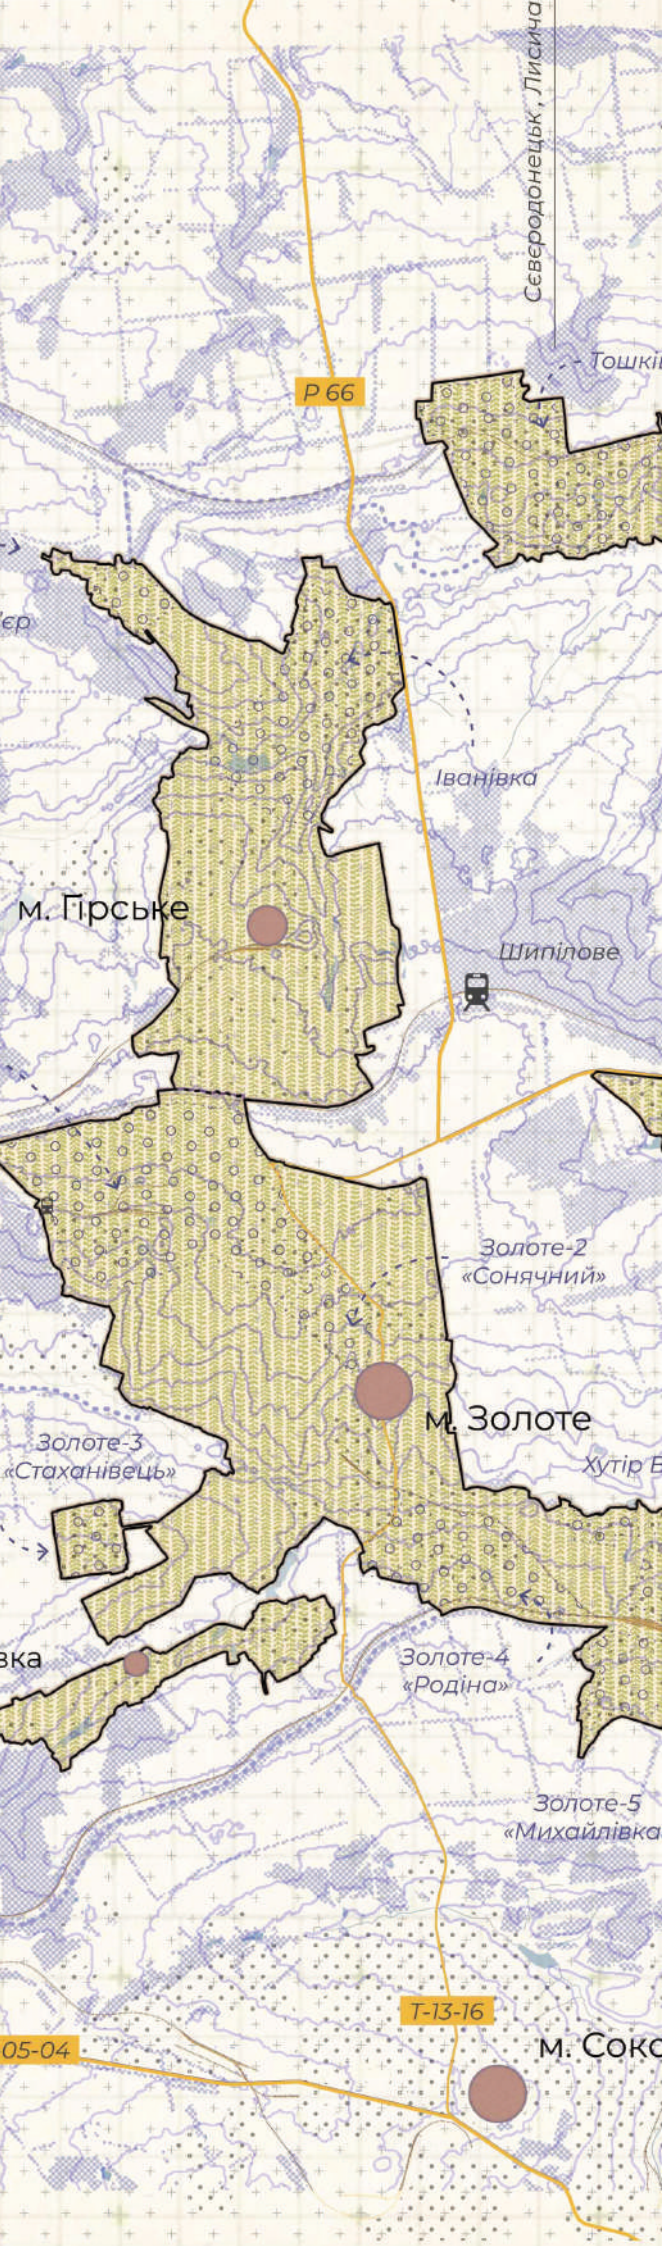 Сєвєродонецьк, Лисича
Тошкі
Р 66
'єр
Іванівка
м. Гірське
Шипілове
Золоте-2
«Сонячний»
м. Золоте
Золоте-3
«Стаханівець»
Хутір В
вка
Золоте-4
«Родіна»
Золоте-5
«Михайлівка
Т-13-16
м. Соко
05-04